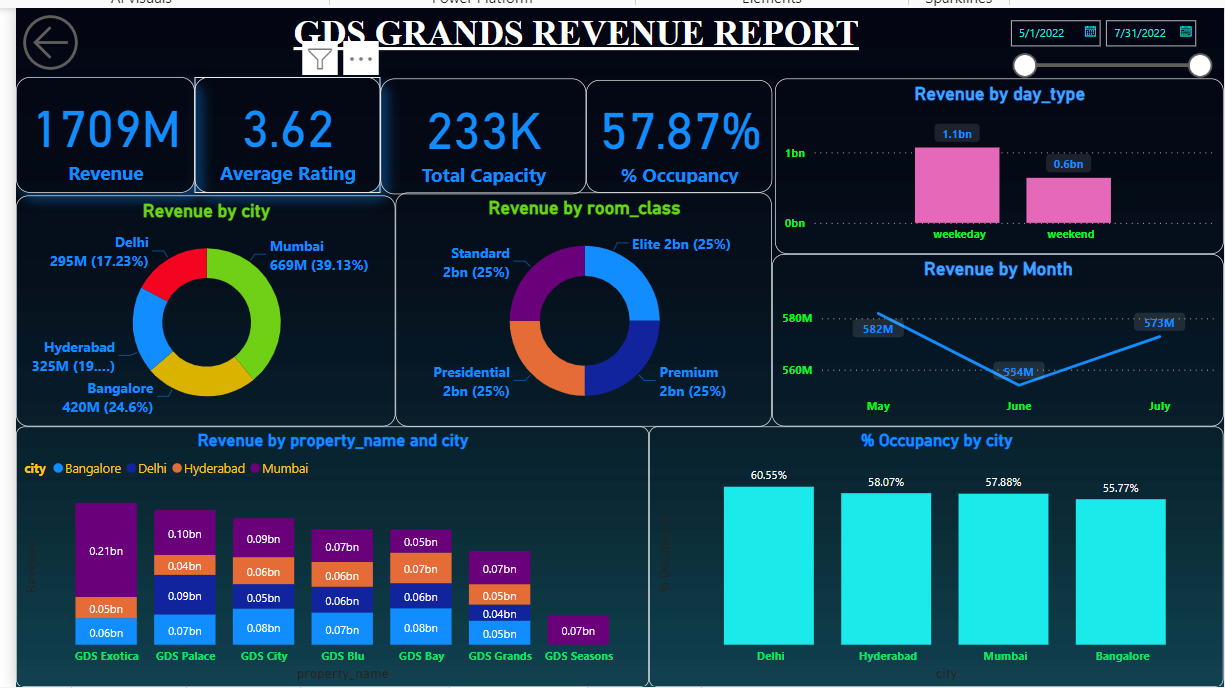 AI visuals Power Platform Elements Sparklines
GDS GRANDS REVENUE REPORT
5/1/2022 7/31/2022
1709M
Revenue
3.62
Average Rating
233K
Total Capacity
57.87%
% Occupancy
Revenue by day_type
1bn
0bn
1.1bn
0.6bn
weekeday
weekend
Revenue by city
Delhi
295M (17.23%)
Mumbai
669M (39.13%)
Hyderabad
325M (19....)
Bangalore
420M (24.6%)
Revenue by room_class
Standard
2bn (25%)
Elite 2bn (25%)
Presidential
2bn (25%)
Premium
2bn (25%)
Revenue by Month
580M
560M
582M
554M
573M
May June July
Revenue by property_name and city
city Bangalore Delhi Hyderabad Mumbai
Revenue
0.21bn
0.05bn
0.06bn
0.10bn
0.04bn
0.09bn
0.07bn
0.09bn
0.06bn
0.05bn
0.08bn
0.07bn
0.06bn
0.06bn
0.07bn
0.05bn
0.07bn
0.06bn
0.08bn
0.07bn
0.05bn
0.04bn
0.05bn
0.07bn
GDS Exotica GDS Palace GDS City GDS Blu GDS Bay GDS Grands GDS Seasons
property_name
% Occupancy by city
60.55%
58.07%
57.88%
55.77%
Delhi Hyderabad Mumbai Bangalore
city